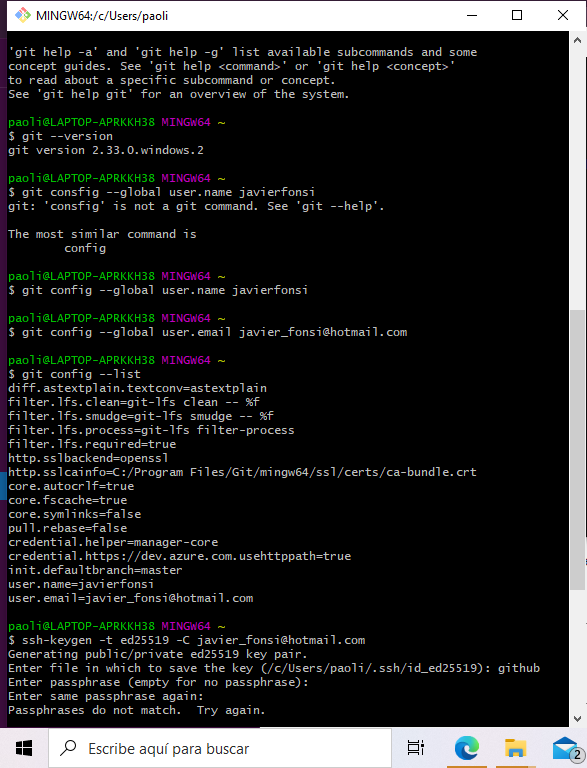 MINGW64:/c/Users/paoli
'git help -a' and 'git help -g' list available subcommands and some
concept guides. See 'git help <command>' or 'git help <concept>'
to read about a specific subcommand or concept.
See 'git help git' for an overview of the system.
paoli@LAPTOP-APRKKH38 MINGW64 ~
$ git --version
git version 2.33.0.windows.2
paoli@LAPTOP-APRKKH38 MINGW64 ~
$ git consfig --global user.name javierfonsi
git: 'consfig' is not a git command. See 'git --help'.
The most similar command is
config
paoli@LAPTOP-APRKKH38 MINGW64 ~
$ git config --global user.name javierfonsi
paoli@LAPTOP-APRKKH38 MINGW64 ~
$ git config --global user.email javier_fonsi@hotmail.com
paoli@LAPTOP-APRKKH38 MINGW64 ~
$ git config --list
diff.astextplain.textconv=astextplain
filter.lfs.clean=git-lfs clean -- %f
filter.lfs.smudge=git-lfs smudge -- %f
filter.lfs.process=git-lfs filter-process
filter.lfs.required=true
http.sslbackend=openssl
http.sslcainfo=C:/Program Files/Git/mingw64/ssl/certs/ca-bundle.crt
core.autocrlf=true
core.fscache=true
core.symlinks=false
pull.rebase=false
credential.helper=manager-core
credential.https://dev.azure.com.usehttppath=true
init.defaultbranch=master
user.name=javierfonsi
user.email=javier_fonsi@hotmail.com
paoli@LAPTOP-APRKKH38 MINGW64 ~
$ ssh-keygen -t ed25519 -C javier_fonsi@hotmail.com
Generating public/private ed25519 key pair.
Enter file in which to save the key (/c/Users/paoli/.ssh/id_ed25519): github
Enter passphrase (empty for no passphrase):
Enter same passphrase again:
Passphrases do not match.  Try again.
Escribe aquí para buscar
2